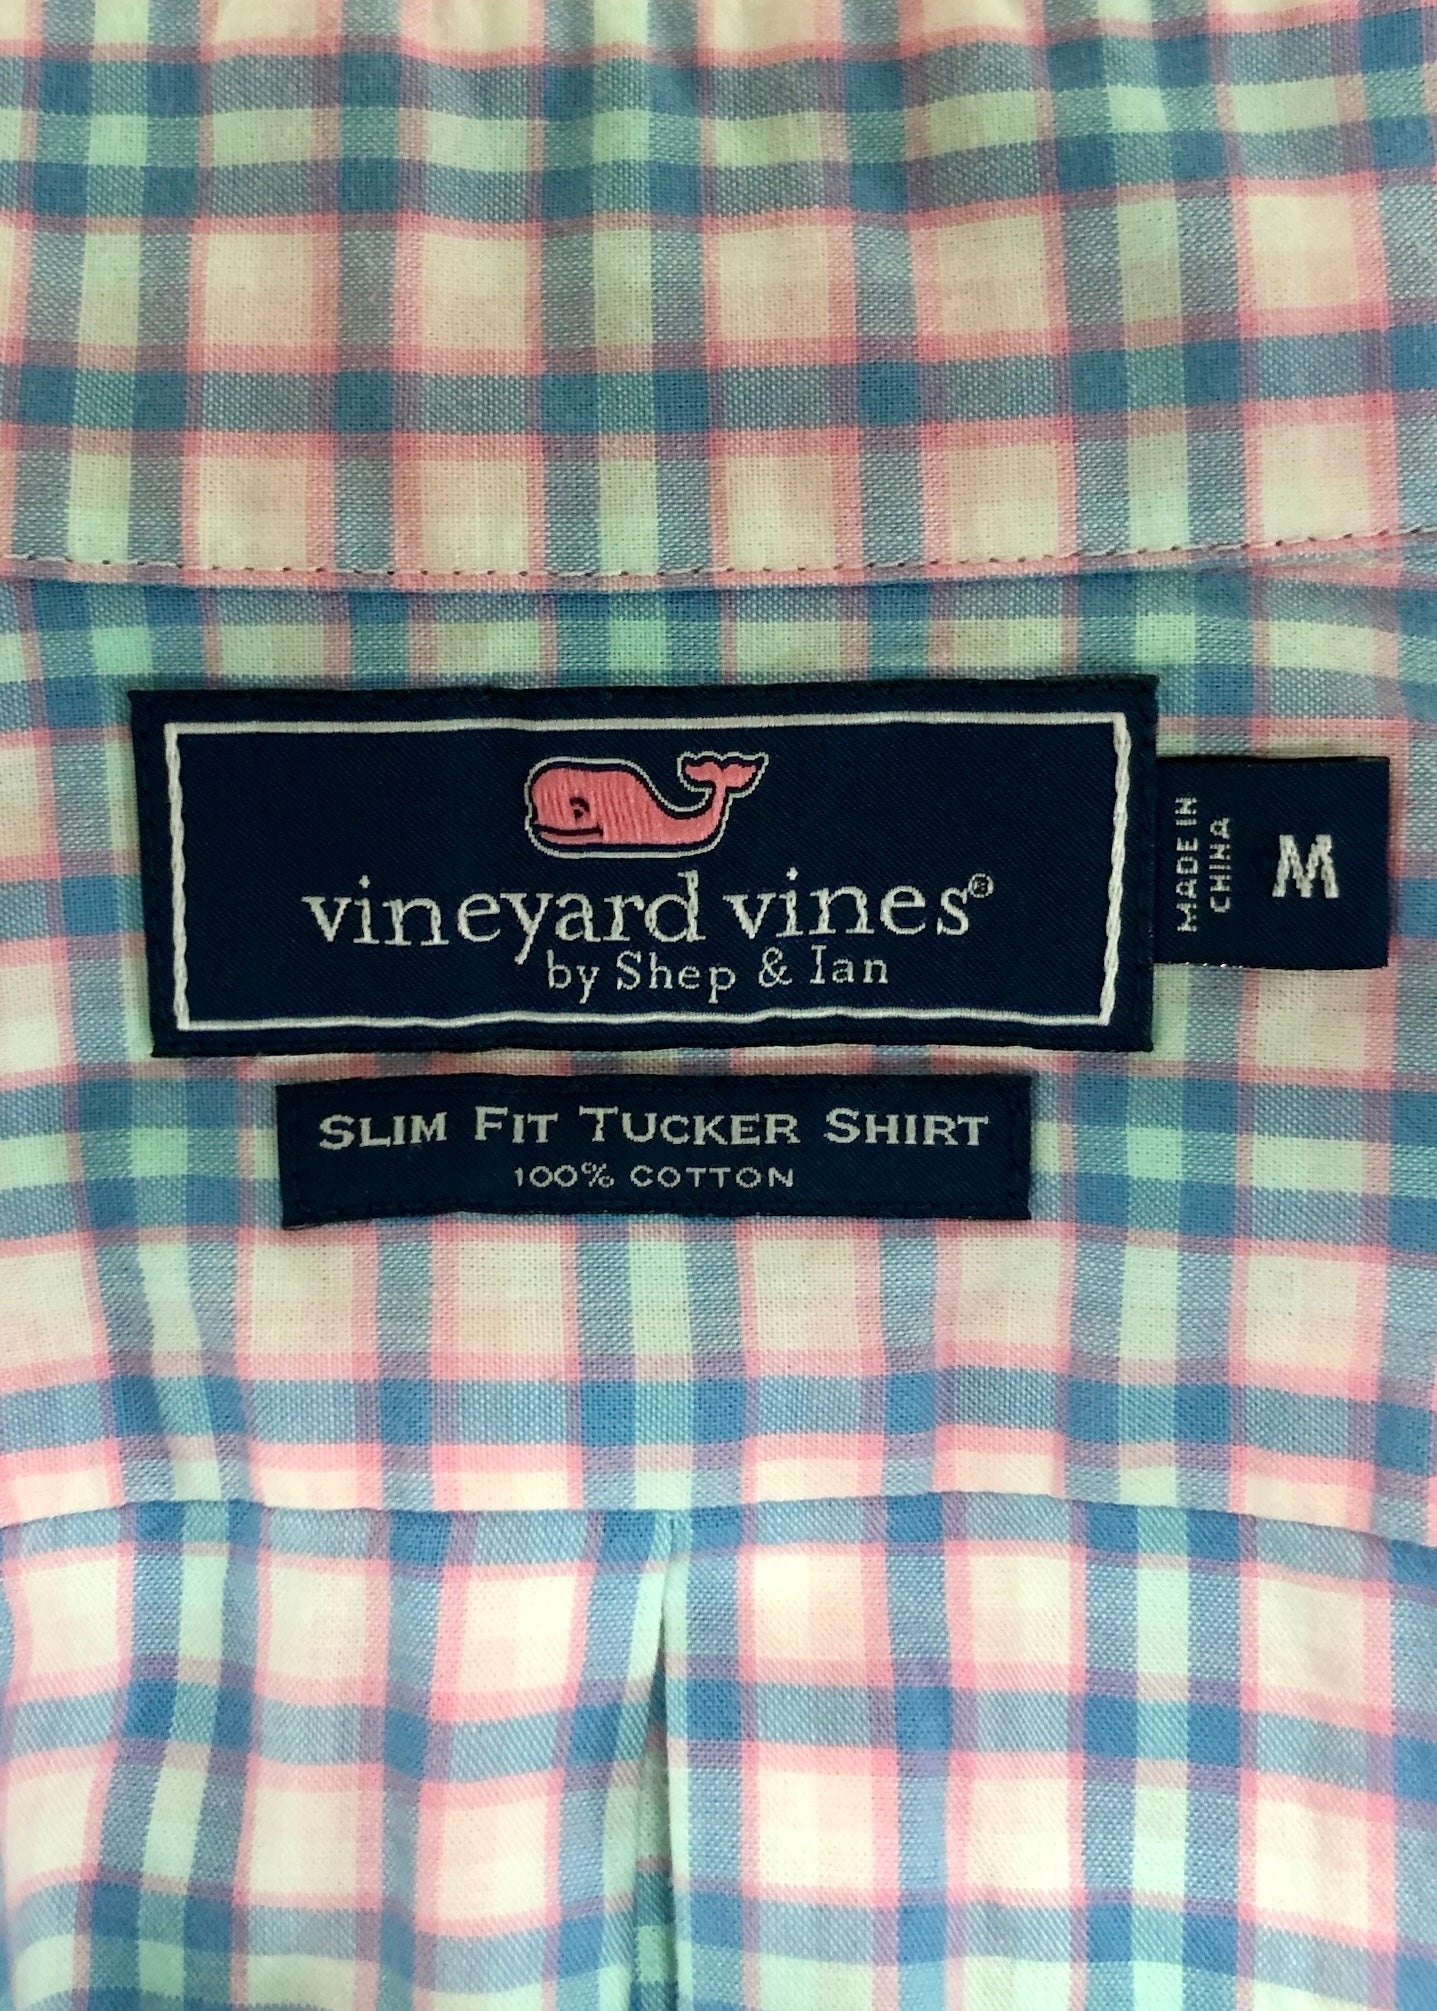 vineyard vines®
by Shep & Ian
MADE IN
CHINA
M
SLIM FIT TUCKER SHIRT
100% COTTON